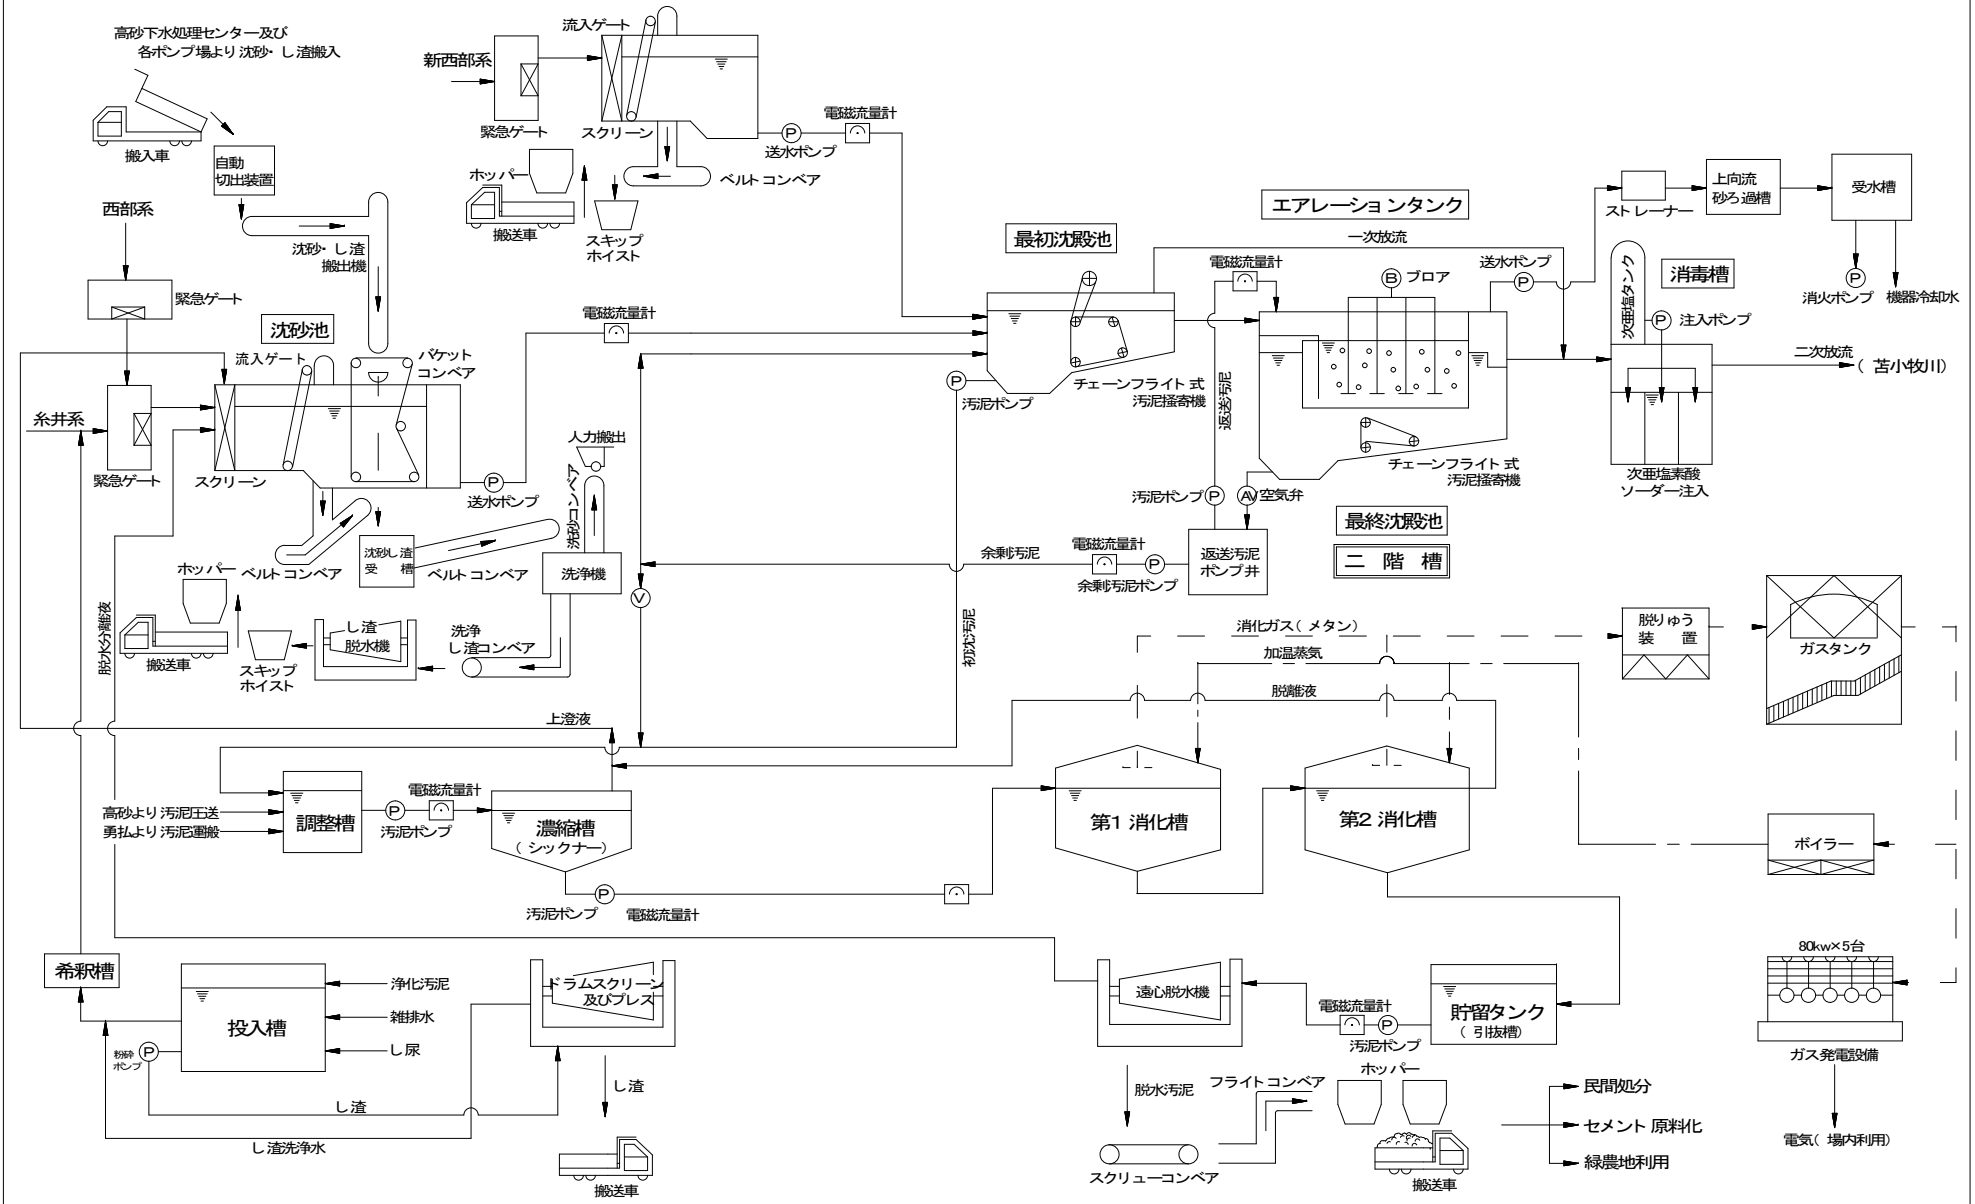 高砂下水処理センター及び
各ポンプ場より沈砂・し渣搬入
搬入車
自動
切出装置
沈砂・し渣
搬出機
西部系
緊急ゲート
新西部系
緊急ゲート
流入ゲート
スクリーン
ベルトコンベア
ホッパー
搬送車
スキップ
ホイスト
P
送水ポンプ
電磁流量計
沈砂池
流入ゲート
バケット
コンベア
糸井系
緊急ゲート
スクリーン
P
送水ポンプ
電磁流量計
ベルトコンベア
沈砂し渣
受 槽
ベルトコンベア
人力搬出
洗砂コンベア
洗浄機
洗浄
し渣コンベア
し渣
脱水機
スキップ
ホイスト
ホッパー
搬送車
脱水分離液
最初沈殿池
チェーンフライト式
汚泥掻寄機
P
汚泥ポンプ
初沈汚泥
V
余剰汚泥
電磁流量計
P
余剰汚泥ポンプ
返送汚泥
ポンプ井
汚泥ポンプ
P
AV
空気弁
返送汚泥
電磁流量計
エアレーションタンク
一次放流
B
ブロア
チェーンフライト式
汚泥掻寄機
最終沈殿池
二 階 槽
送水ポンプ
P
ストレーナー
上向流
砂ろ過槽
受水槽
P
消火ポンプ
機器冷却水
次亜塩タンク
消毒槽
P
注入ポンプ
次亜塩素酸
ソーダー注入
二次放流
(苫小牧川)
消化ガス(メタン)
加温蒸気
脱離液
脱りゅう
装 置
ガスタンク
上澄液
高砂より汚泥圧送
勇払より汚泥運搬
調整槽
P
汚泥ポンプ
電磁流量計
濃縮槽
(シックナー)
P
汚泥ポンプ
電磁流量計
第1消化槽
第2消化槽
ボイラー
80kw×5台
ガス発電設備
電気(場内利用)
希釈槽
投入槽
浄化汚泥
雑排水
し尿
粉砕
ポンプ
P
ドラムスクリーン
及びプレス
し渣
し渣
し渣洗浄水
搬送車
遠心脱水機
電磁流量計
P
汚泥ポンプ
貯留タンク
(引抜槽)
脱水汚泥
フライトコンベア
スクリューコンベア
ホッパー
搬送車
民間処分
セメント原料化
緑農地利用